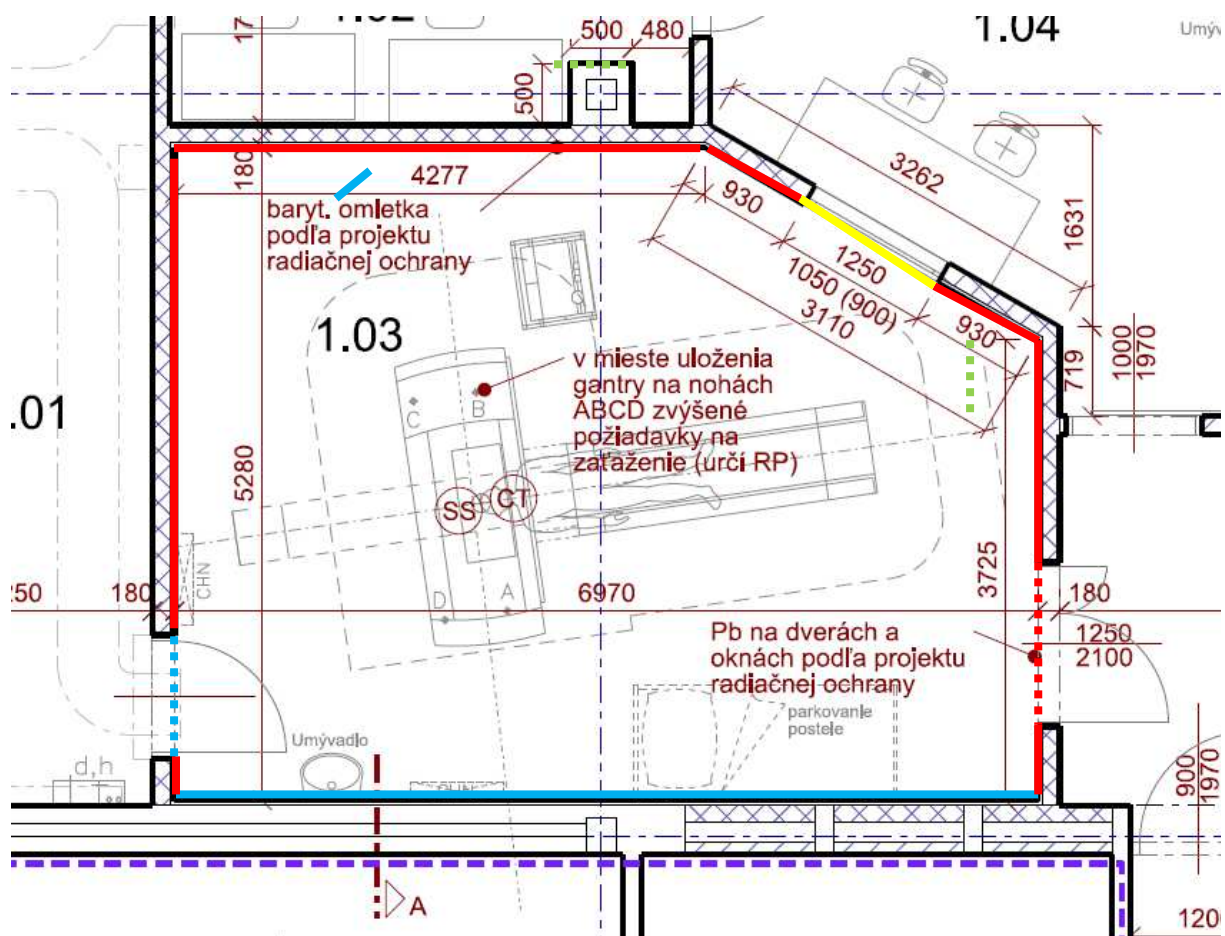 1.02
1.04
Umýv
500
480
17
500
180
4277
3262
930
baryt. omletka
podľa projektu
radiačnej ochrany
1250
1050 (900)
3110
930
1631
719
1000
1970
1.03
v mieste uloženia
gantry na nohách
ABCD zvýšené
požiadavky na
zaťaženie (určí RP)
C
B
.01
5280
SS
CT
CHN
3725
250
180
6970
180
D
A
Pb na dverách a
oknách podľa projektu
radiačnej ochrany
1250
2100
parkovanie
postele
Umývadlo
d,h
900
1970
A
1200